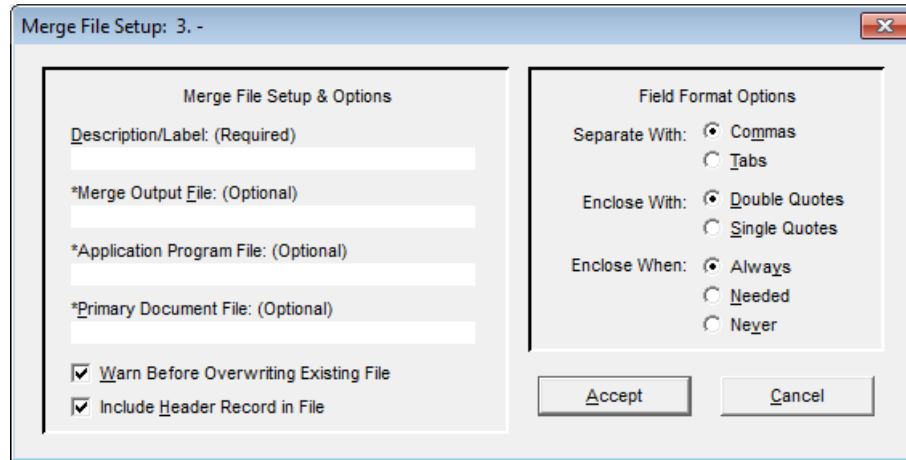 Merge File Setup: 3. -
Merge File Setup & Options
Description/Label: (Required)
*Merge Output File: (Optional)
*Application Program File: (Optional)
*Primary Document File: (Optional)
Warn Before Overwriting Existing File
Include Header Record in File
Field Format Options
Separate With: Commas
Tabs
Enclose With: Double Quotes
Single Quotes
Enclose When: Always
Needed
Never
Accept Cancel